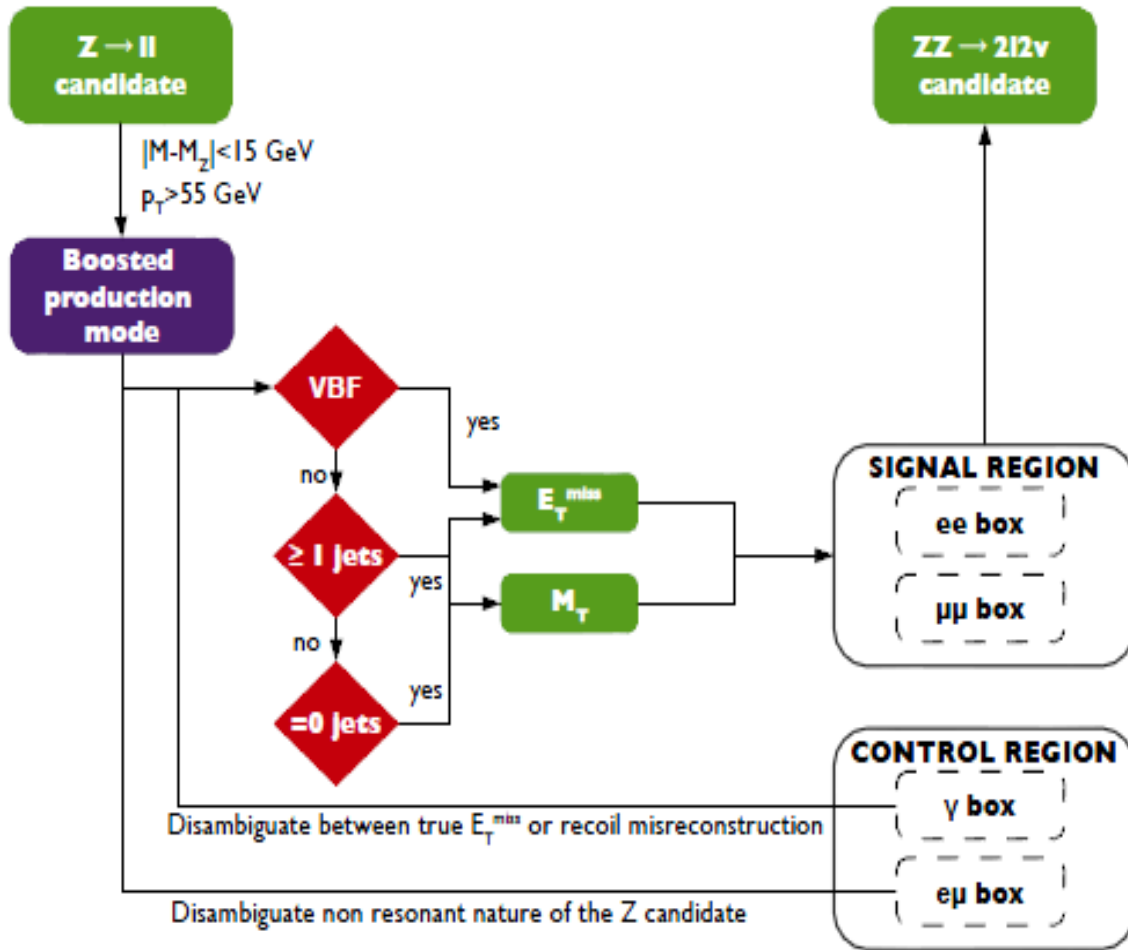 Z → ll
candidate
ZZ → 2l2v
candidate
|M-M_Z|<15 GeV
p_T>55 GeV
Boosted
production
mode
VBF
yes
no
E_T^miss
≥ 1 jets
yes
M_T
no
=0 jets
yes
SIGNAL REGION
ee box
μμ box
CONTROL REGION
γ box
Disambiguate between true E_T^miss or recoil misreconstruction
eμ box
Disambiguate non resonant nature of the Z candidate